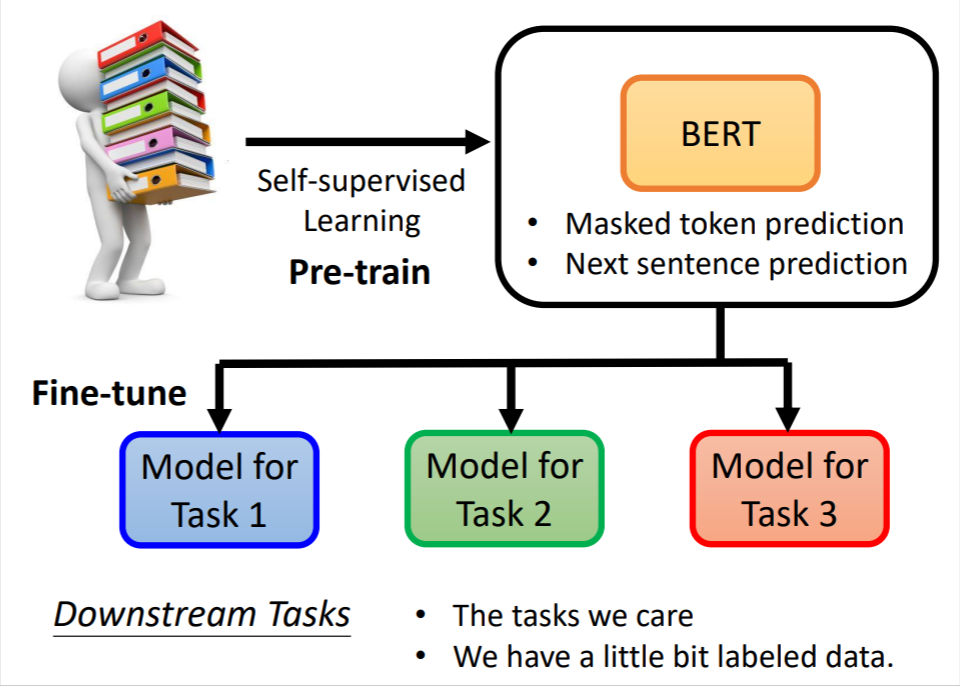 BERT
Self-supervised
Learning
Pre-train
• Masked token prediction
• Next sentence prediction
Fine-tune
Model for
Task 1
Model for
Task 2
Model for
Task 3
Downstream Tasks
• The tasks we care
• We have a little bit labeled data.